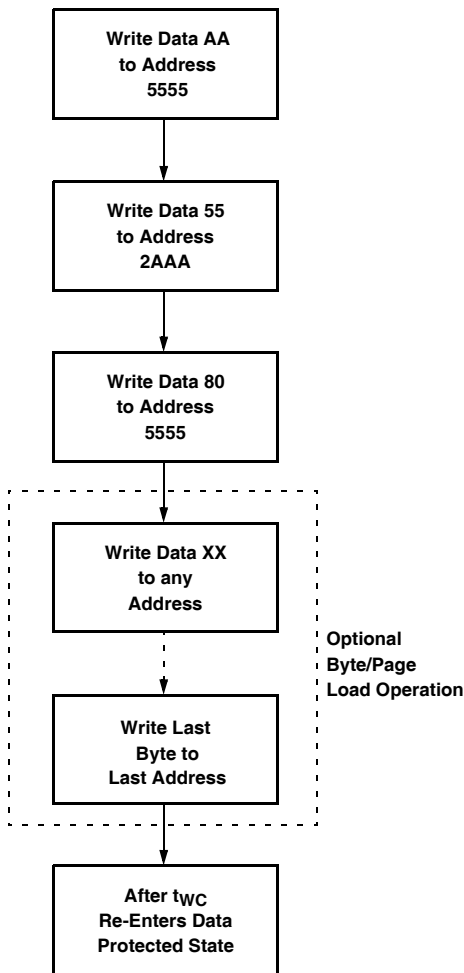 Write Data AA
to Address
5555
Write Data 55
to Address
2AAA
Write Data 80
to Address
5555
Write Data XX
to any
Address
Optional
Byte/Page
Load Operation
Write Last
Byte to
Last Address
After tWC
Re-Enters Data
Protected State